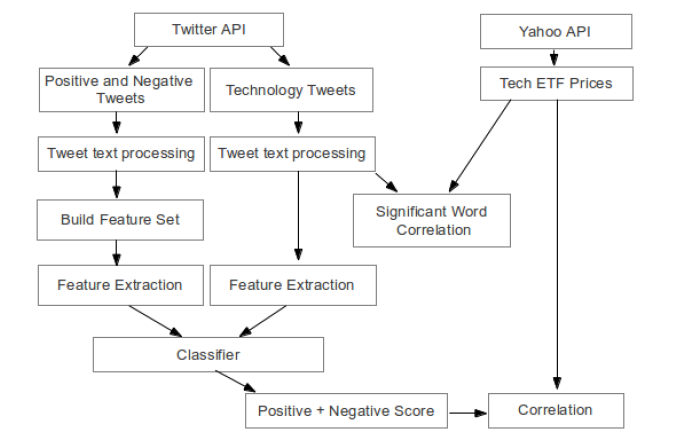 Twitter API
Yahoo API
Positive and Negative
Tweets
Technology Tweets
Tech ETF Prices
Tweet text processing
Tweet text processing
Build Feature Set
Significant Word
Correlation
Feature Extraction
Feature Extraction
Classifier
Positive + Negative Score
Correlation